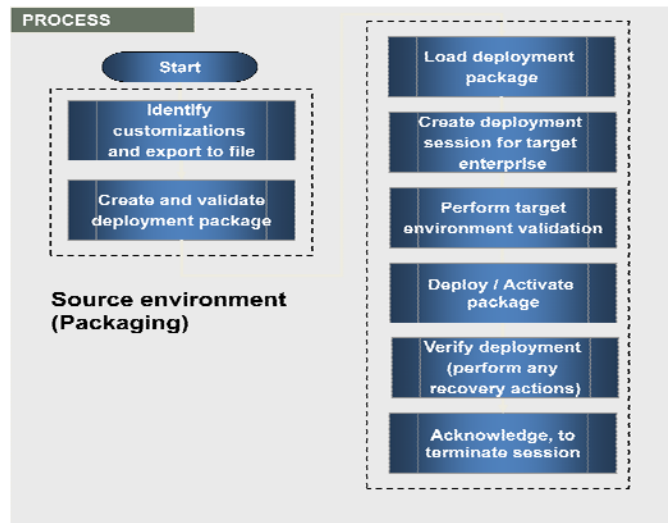 PROCESS
Start
Identify
customizations
and export to file
Create and validate
deployment package
Source environment
(Packaging)
Load deployment
package
Create deployment
session for target
enterprise
Perform target
environment validation
Deploy / Activate
package
Verify deployment
(perform any
recovery actions)
Acknowledge, to
terminate session